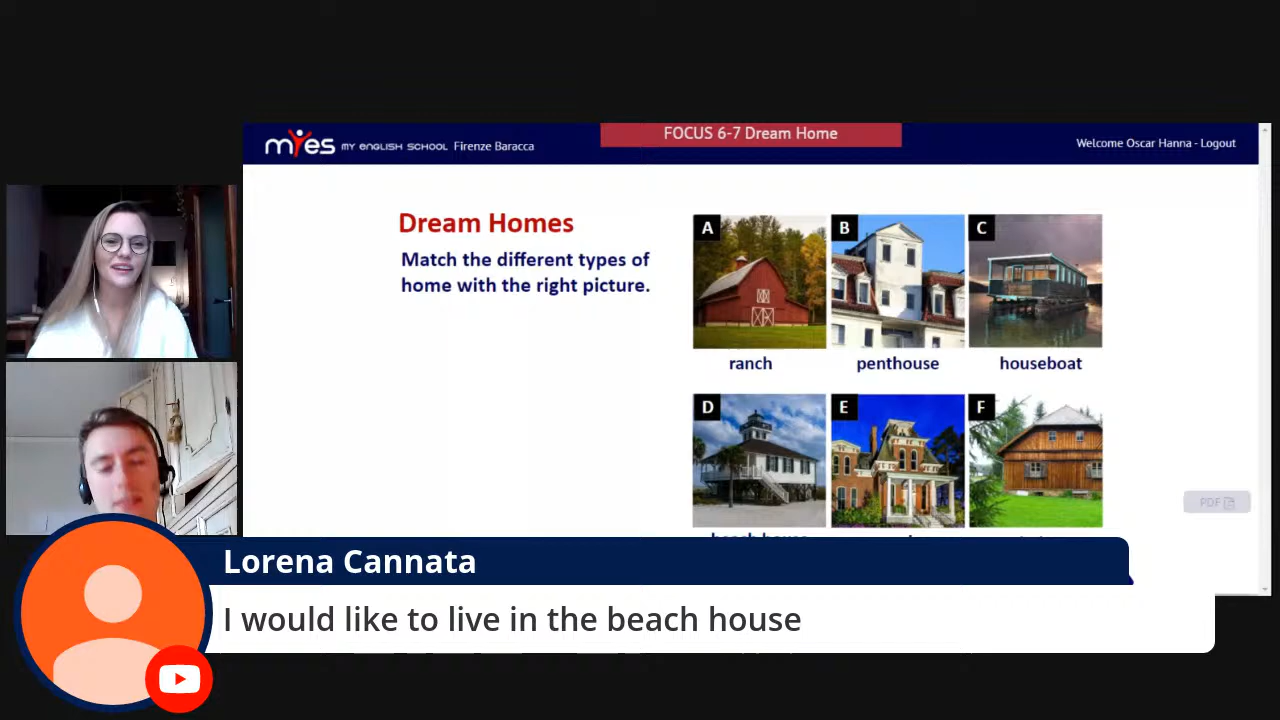 FOCUS 6-7 Dream Home
myes MY ENGLISH SCHOOL Firenze Baracca
Welcome Oscar Hanna - Logout
Dream Homes
Match the different types of
home with the right picture.
A B C
ranch penthouse houseboat
D E F
beach house
PDF
Lorena Cannata
I would like to live in the beach house